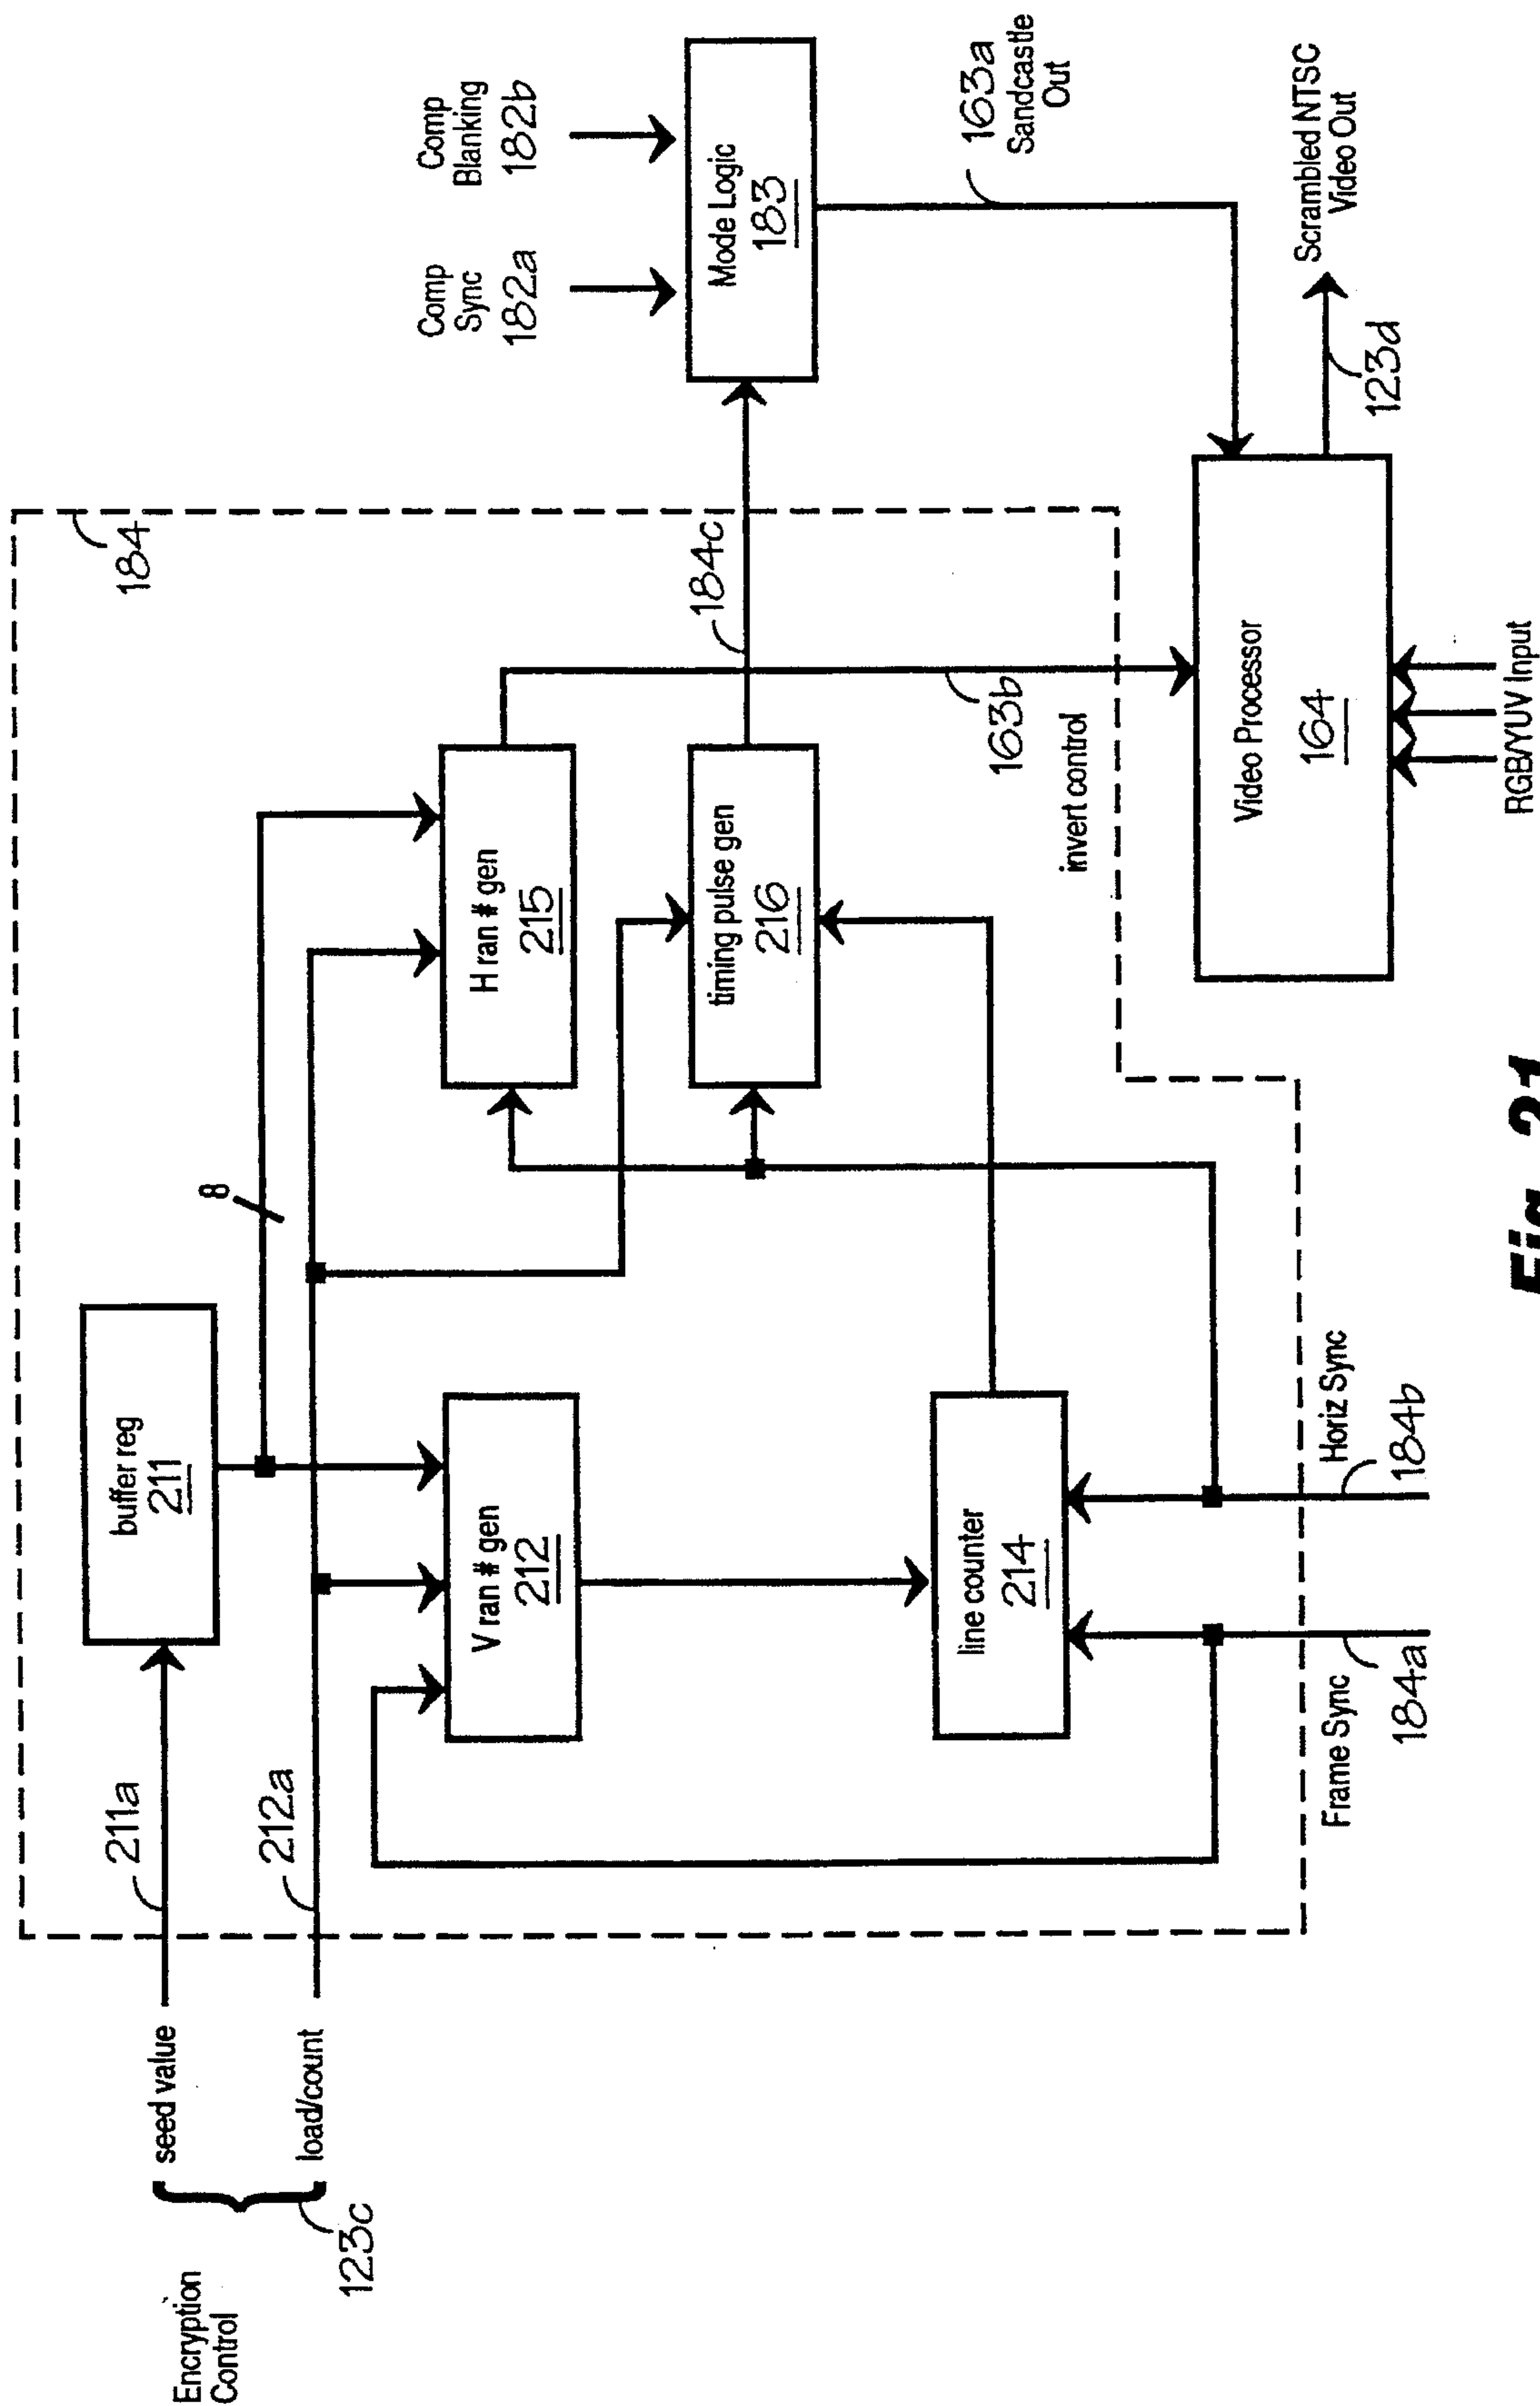 Encryption
Control
123c
seed value
load/count
211a
212a
buffer reg
211
8
184
V ran # gen
212
H ran # gen
215
timing pulse gen
216
line counter
214
184c
163b
invert control
Comp
Sync
182a
Comp
Blanking
182b
Mode Logic
183
163a
Sandcastle
Out
Frame Sync
184a
Horiz Sync
184b
Video Processor
164
RGB/YUV Input
123d
Scrambled NTSC
Video Out
Fig. 21